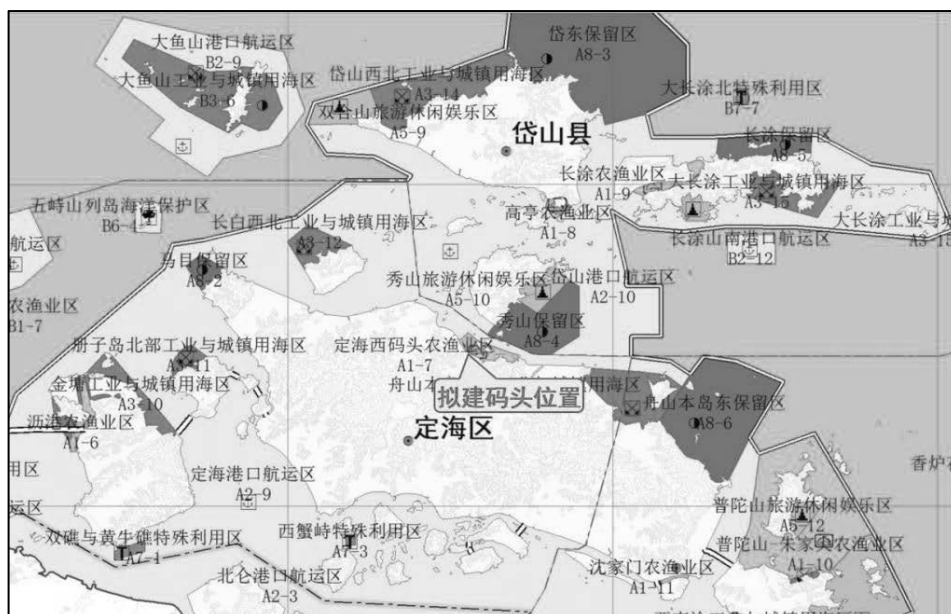 大鱼山港口航运区
B2-9
大鱼山工业与城镇用海区
B3-6
岱东保留区
A8-3
岱山西北工业与城镇用海区
A3-14
双合山旅游休闲娱乐区
A5-9
大长涂北特殊利用区
B7-7
岱山县
长涂保留区
A8-5
长涂农渔业区
A1-9
大长涂工业与城镇用海区
A3-15
五峙山列岛海洋保护区
B6-4
高亭农渔业区
A1-8
大长涂工业与城
A3-1
长白西北工业与城镇用海区
A3-12
长涂山南港口航运区
B2-12
航运区
马目保留区
A8-2
秀山旅游休闲娱乐区
A5-10
岱山港口航运区
A2-10
农渔业区
B1-7
秀山保留区
A8-4
册子岛北部工业与城镇用海区
A3-11
定海西码头农渔业区
A1-7
舟山本
用海区
拟建码头位置
金塘工业与城镇用海区
A3-10
舟山本岛东保留区
A8-6
沥港农渔业区
A1-6
定海区
用区
定海港口航运区
A2-9
香炉
普陀山旅游休闲娱乐区
A5-12
运区
双礁与黄牛礁特殊利用区
A7-1
西蟹峙特殊利用区
A7-3
普陀山-朱家尖农渔业区
A1-10
北仑港口航运区
A2-3
沈家门农渔业区
A1-11